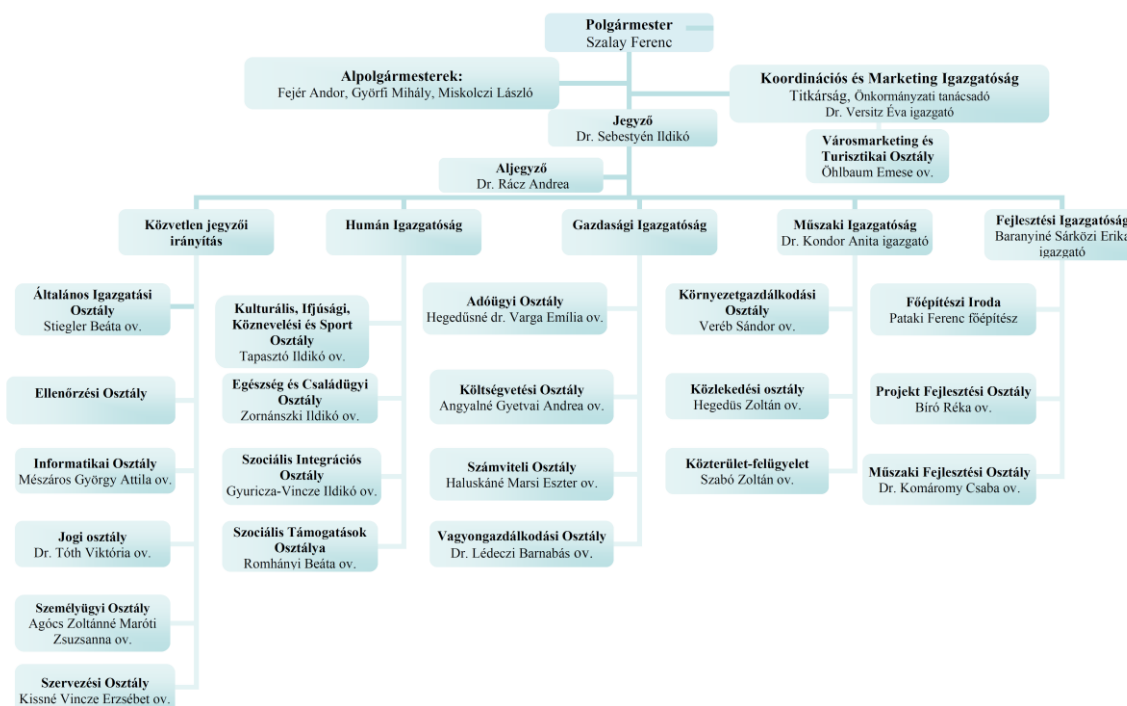 Polgármester
Szalay Ferenc
Alpolgármesterek:
Fejér Andor, Györfi Mihály, Miskolczi László
Koordinációs és Marketing Igazgatóság
Titkárság, Önkormányzati tanácsadó
Dr. Versitz Éva igazgató
Jegyző
Dr. Sebestyén Ildikó
Városmarketing és
Turisztikai Osztály
Öhlbaum Emese ov.
Aljegyző
Dr. Rácz Andrea
Közvetlen jegyzői
irányítás
Általános Igazgatási
Osztály
Stiegler Beáta ov.
Ellenőrzési Osztály
Informatikai Osztály
Mészáros György Attila ov.
Jogi osztály
Dr. Tóth Viktória ov.
Személyügyi Osztály
Agócs Zoltánné Maróti
Zsuzsanna ov.
Szervezési Osztály
Kissné Vincze Erzsébet ov.
Humán Igazgatóság
Kulturális, Ifjúsági,
Köznevelési és Sport
Osztály
Tapasztó Ildikó ov.
Egészség és Családügyi
Osztály
Zornánszki Ildikó ov.
Szociális Integrációs
Osztály
Gyuricza-Vincze Ildikó ov.
Szociális Támogatások
Osztálya
Romhányi Beáta ov.
Gazdasági Igazgatóság
Adóügyi Osztály
Hegedűsné dr. Varga Emília ov.
Költségvetési Osztály
Angyalné Gyetvai Andrea ov.
Számviteli Osztály
Haluskáné Marsi Eszter ov.
Vagyongazdálkodási Osztály
Dr. Lédeczi Barnabás ov.
Műszaki Igazgatóság
Dr. Kondor Anita igazgató
Környezetgazdálkodási
Osztály
Veréb Sándor ov.
Közlekedési osztály
Hegedüs Zoltán ov.
Közterület-felügyelet
Szabó Zoltán ov.
Fejlesztési Igazgatóság
Baranyiné Sárközi Erika
igazgató
Főépítészi Iroda
Pataki Ferenc főépítész
Projekt Fejlesztési Osztály
Bíró Réka ov.
Műszaki Fejlesztési Osztály
Dr. Komáromy Csaba ov.